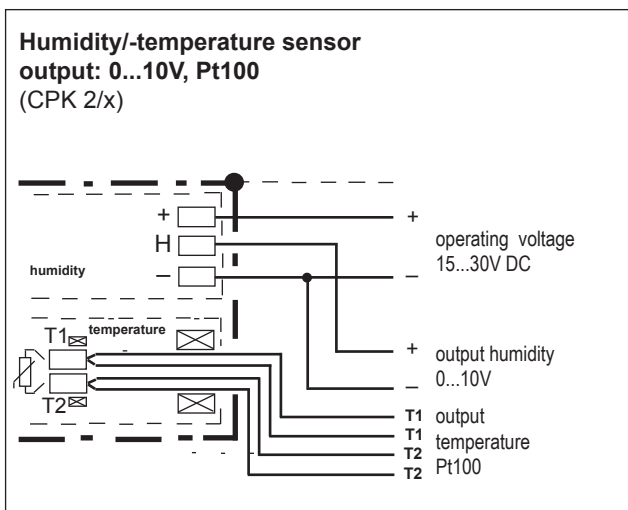 Humidity/-temperature sensor
output: 0...10V, Pt100
(CPK 2/x)
+
+
H
operating voltage
15...30V DC
humidity
–
–
T1
temperature
+
output humidity
0...10V
–
T2
T1
output
T1
temperature
T2
Pt100
T2